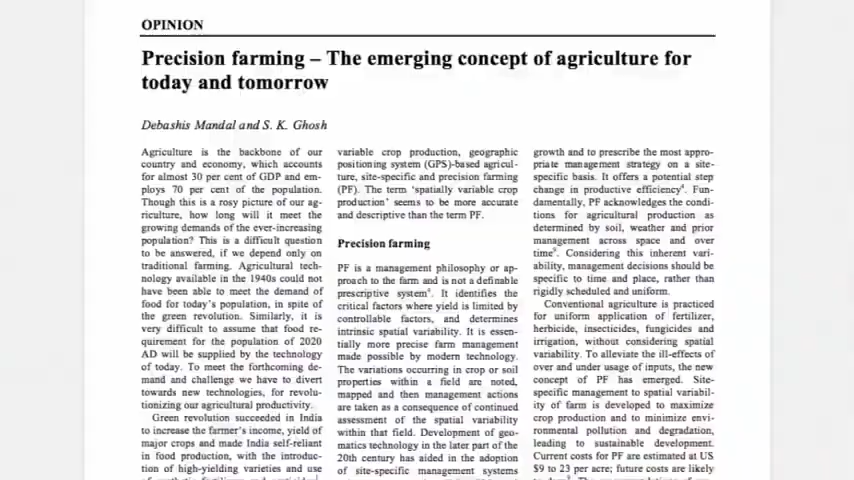 OPINION
Precision farming – The emerging concept of agriculture for
today and tomorrow
Debashis Mandal and S. K. Ghosh
Agriculture is the backbone of our
country and economy, which accounts
for almost 30 per cent of GDP and em-
ploys 70 per cent of the population.
Though this is a rosy picture of our ag-
riculture, how long will it meet the
growing demands of the ever-increasing
population? This is a difficult question
to be answered, if we depend only on
traditional farming. Agricultural tech-
nology available in the 1940s could not
have been able to meet the demand of
food for today's population, in spite of
the green revolution. Similarly, it is
very difficult to assume that food re-
quirement for the population of 2020
AD will be supplied by the technology
of today. To meet the forthcoming de-
mand and challenge we have to divert
towards new technologies, for revolu-
tionizing our agricultural productivity.
Green revolution succeeded in India
to increase the farmer's income, yield of
major crops and made India self-reliant
in food production, with the introduc-
tion of high-yielding varieties and use
variable crop production, geographic
positioning system (GPS)-based agricul-
ture, site-specific and precision farming
(PF). The term 'spatially variable crop
production' seems to be more accurate
and descriptive than the term PF.
Precision farming
PF is a management philosophy or ap-
proach to the farm and is not a definable
prescriptive system⁴. It identifies the
critical factors where yield is limited by
controllable factors, and determines
intrinsic spatial variability. It is essen-
tially more precise farm management
made possible by modern technology.
The variations occurring in crop or soil
properties within a field are noted,
mapped and then management actions
are taken as a consequence of continued
assessment of the spatial variability
within that field. Development of geo-
matics technology in the later part of the
20th century has aided in the adoption
of site-specific management systems
growth and to prescribe the most appro-
priate management strategy on a site-
specific basis. It offers a potential step
change in productive efficiency⁴. Fun-
damentally, PF acknowledges the condi-
tions for agricultural production as
determined by soil, weather and prior
management across space and over
time⁹. Considering this inherent vari-
ability, management decisions should be
specific to time and place, rather than
rigidly scheduled and uniform.
Conventional agriculture is practiced
for uniform application of fertilizer,
herbicide, insecticides, fungicides and
irrigation, without considering spatial
variability. To alleviate the ill-effects of
over and under usage of inputs, the new
concept of PF has emerged. Site-
specific management to spatial variabil-
ity of farm is developed to maximize
crop production and to minimize envi-
ronmental pollution and degradation,
leading to sustainable development.
Current costs for PF are estimated at US
$9 to 23 per acre; future costs are likely